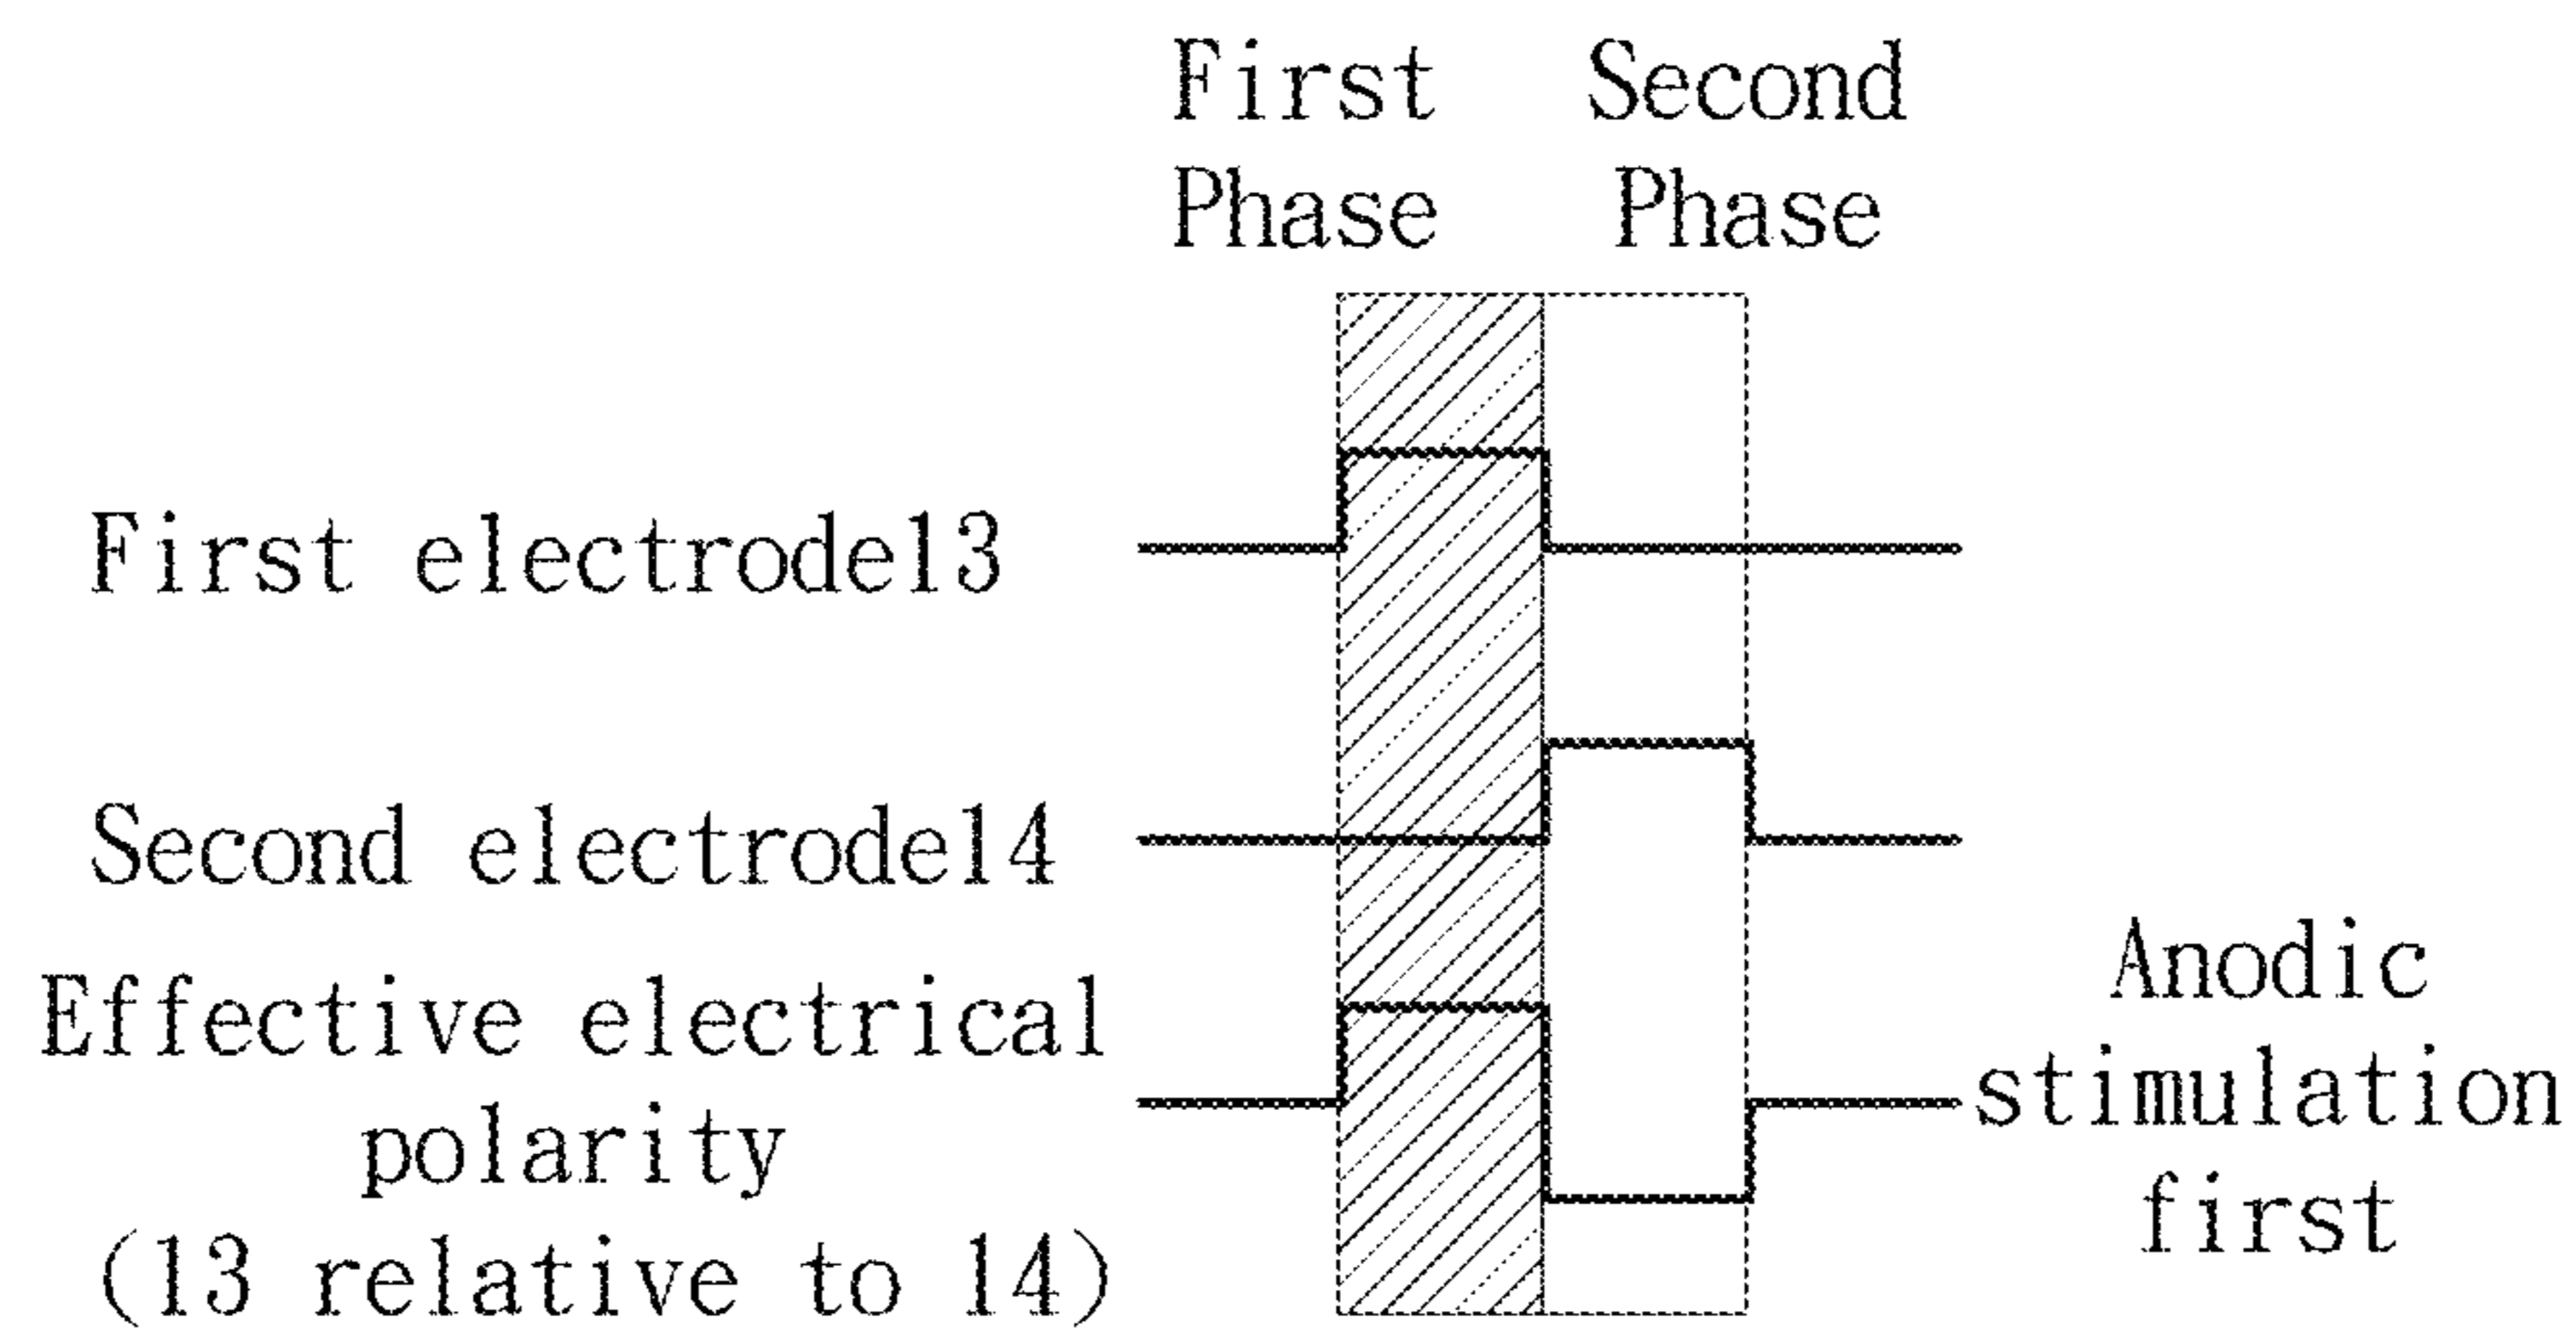 First Second
Phase Phase
First electrode13
Second electrode14
Effective electrical
polarity
(13 relative to 14)
Anodic
stimulation
first